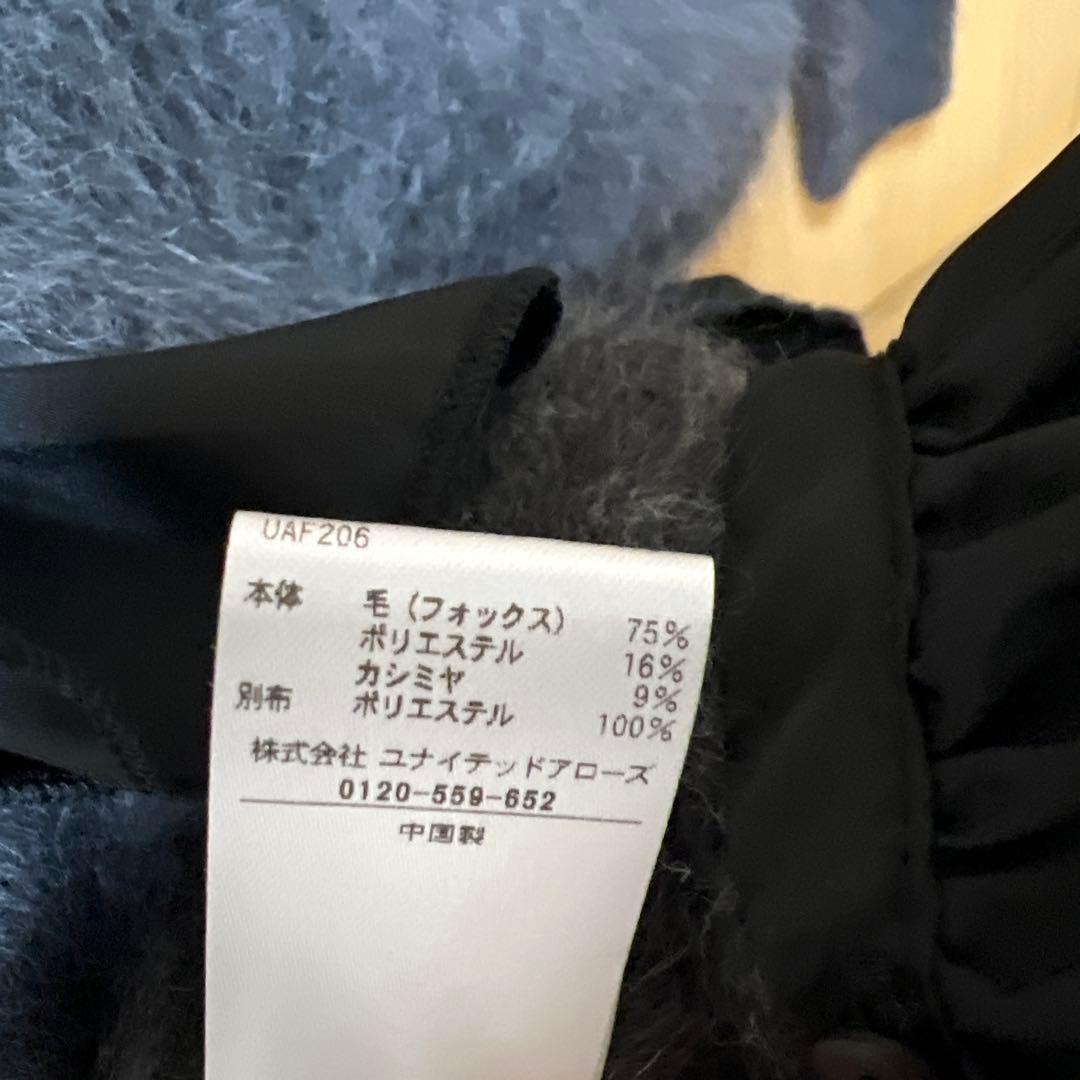 UAF206
本体 毛 (フォックス) 75%
ポリエステル 16%
カシミヤ 9%
別布 ポリエステル 100%
株式会社 ユナイテッドアローズ
0120-559-652
中国製